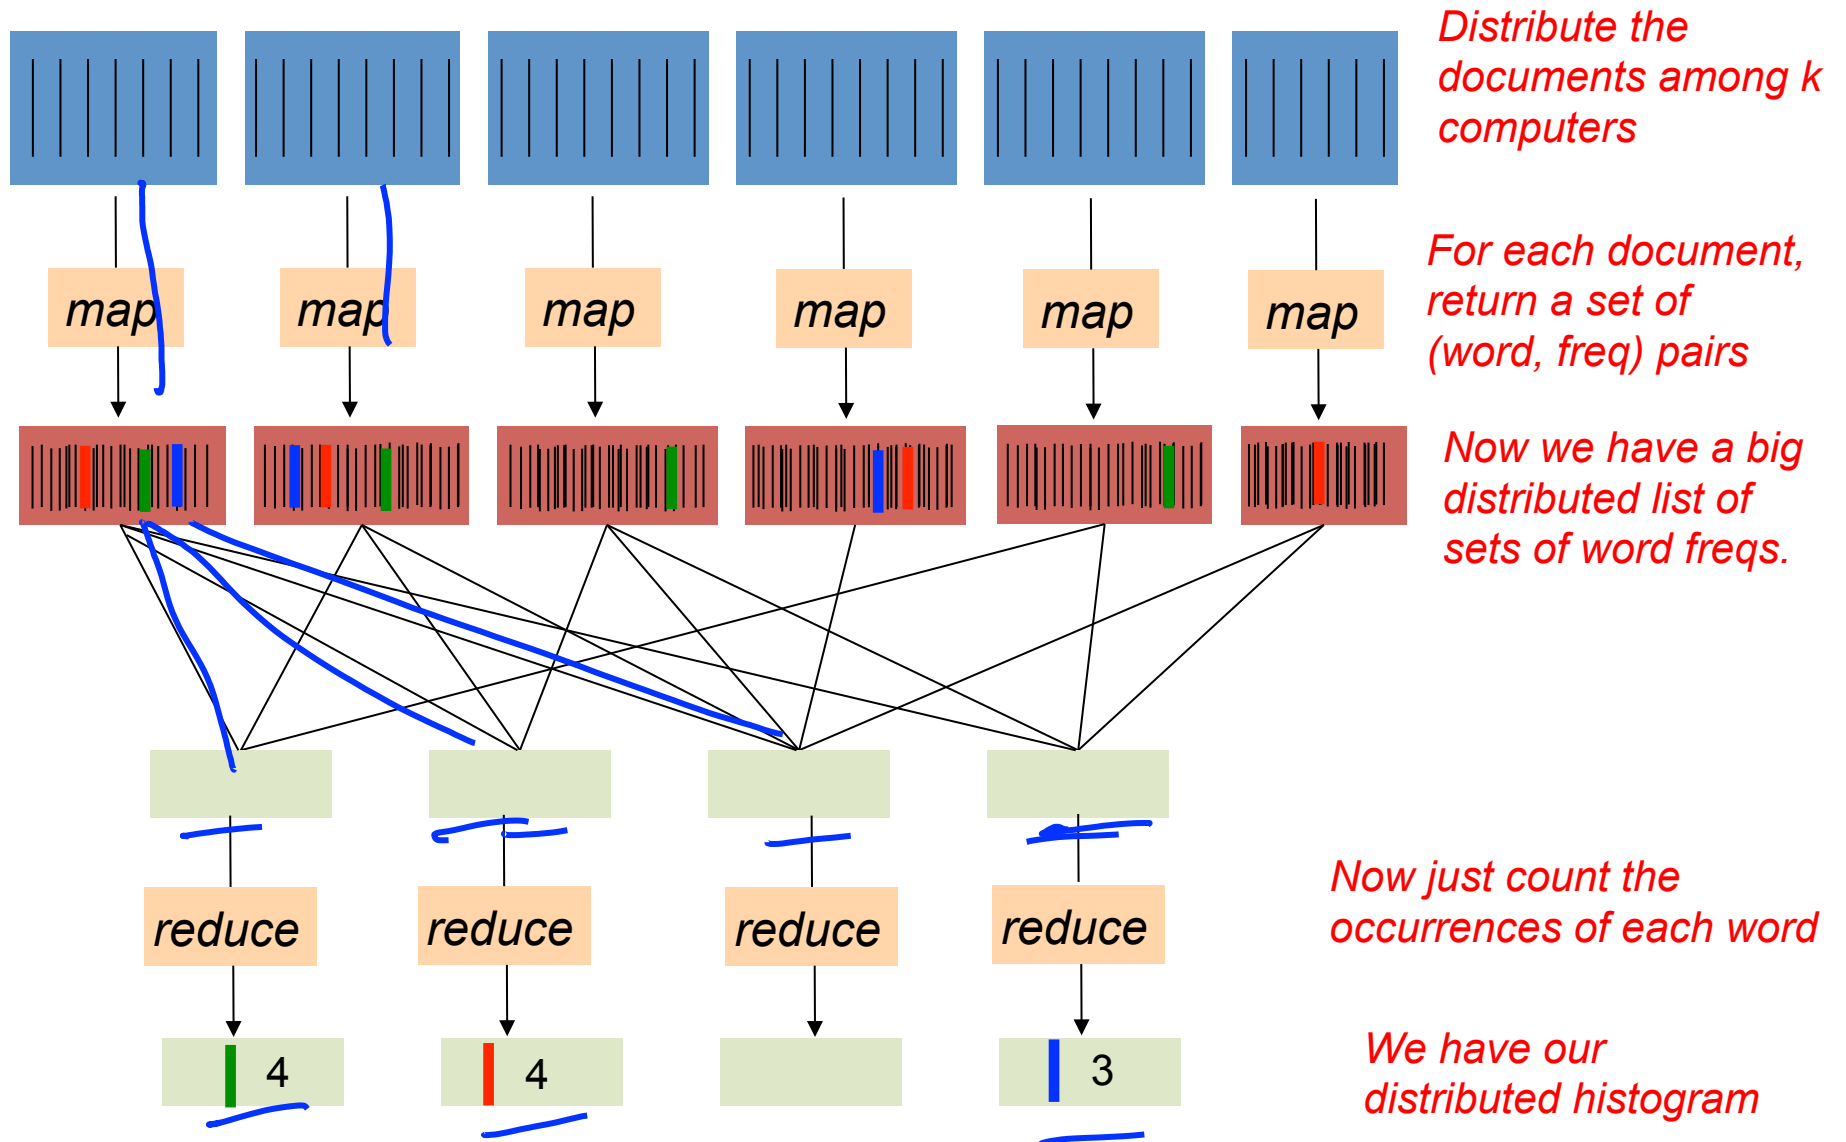 Distribute the
documents among k
computers
For each document,
return a set of
(word, freq) pairs
map map map map map map
Now we have a big
distributed list of
sets of word freqs.
Now just count the
occurrences of each word
reduce reduce reduce reduce
We have our
distributed histogram
4 4 3